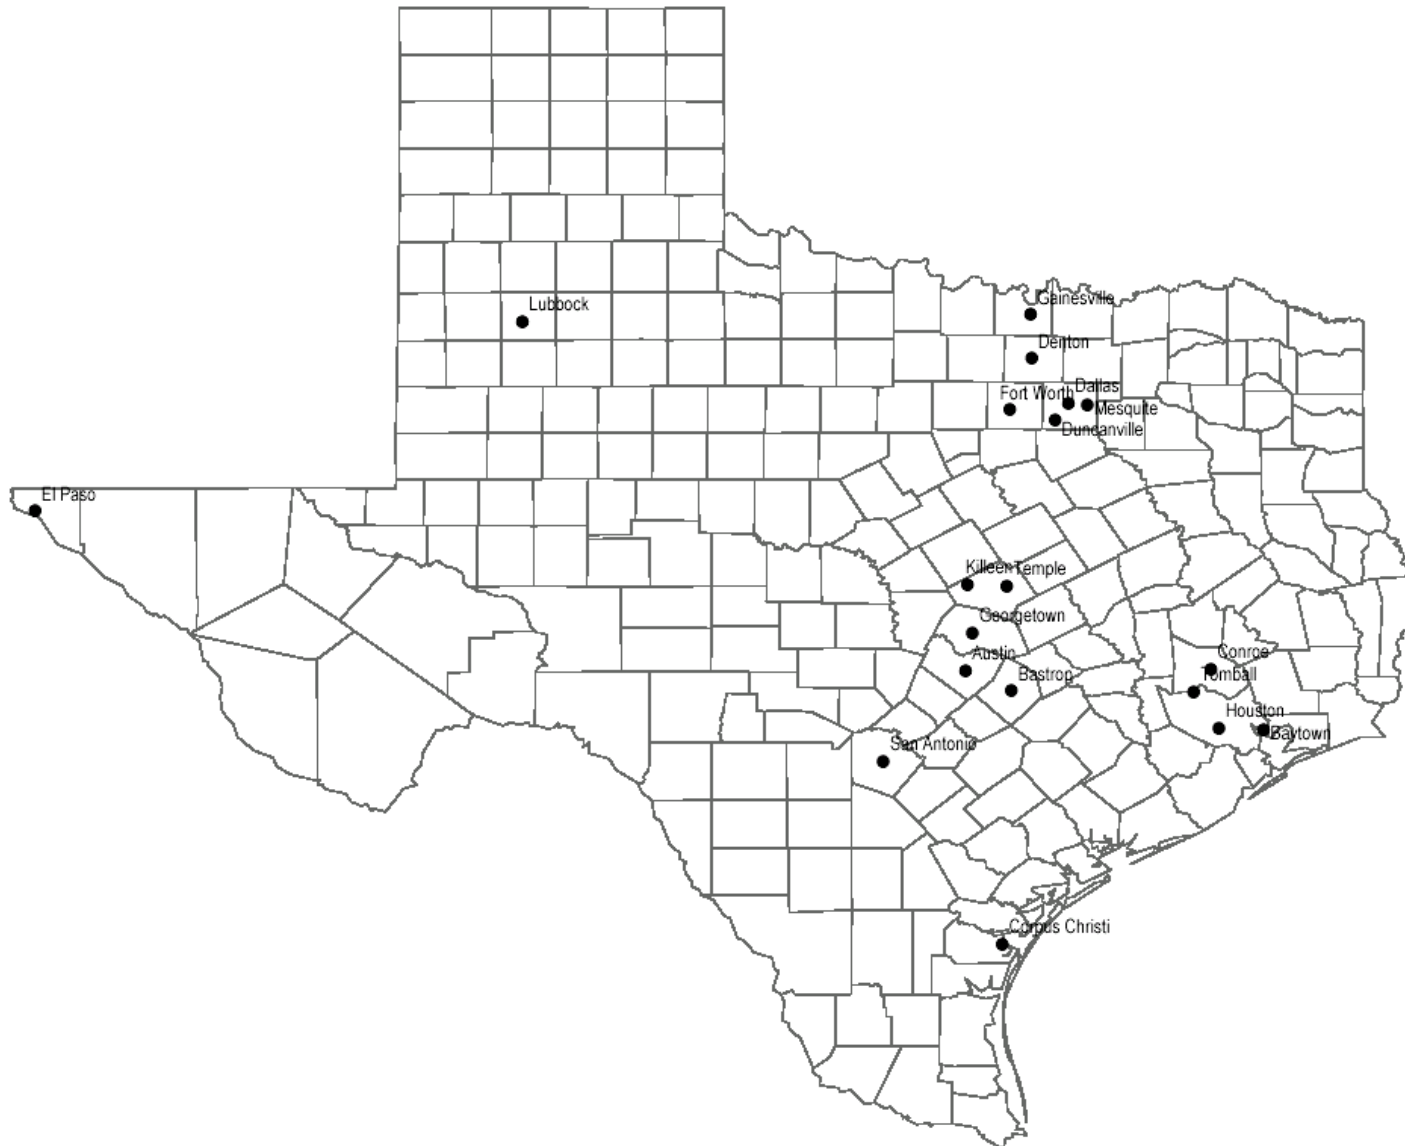 Gainesville
Lubbock
Denton
Dallas
Fort Worth
Mesquite
Duncanville
El Paso
Killeen
Temple
Georgetown
Austin
Conroe
Bastrop
Tomball
Houston
Baytown
San Antonio
Corpus Christi